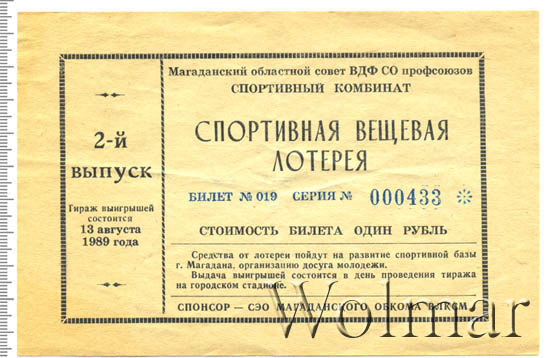 2-й
выпуск
Тираж выигрышей
состоится
13 августа
1989 года
Магаданский областной совет ВДФ СО профсоюзов
СПОРТИВНЫЙ КОМБИНАТ
СПОРТИВНАЯ ВЕЩЕВАЯ
ЛОТЕРЕЯ
БИЛЕТ № 019 СЕРИЯ № 000433
СТОИМОСТЬ БИЛЕТА ОДИН РУБЛЬ
Средства от лотереи пойдут на развитие спортивной базы
г. Магадана, организацию досуга молодежи.
Выдача выигрышей состоится в день проведения тиража
на городском стадионе.
СПОНСОР — СЭО МАГАДАНСКОГО ОБКОМА ВЛКСМ
Wolmar